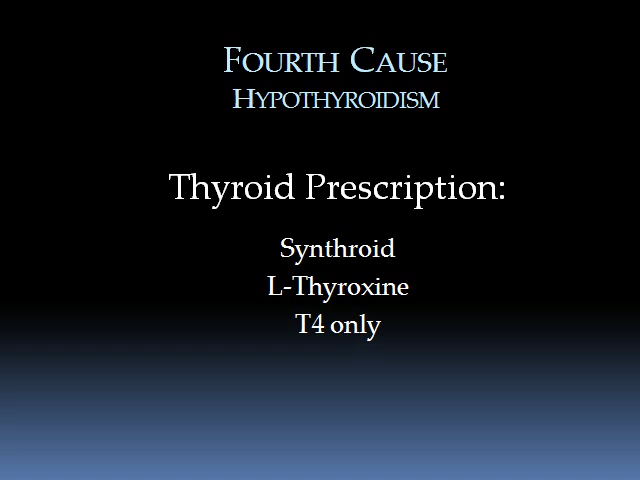 Fourth Cause
Hypothyroidism
Thyroid Prescription:
Synthroid
L-Thyroxine
T4 only